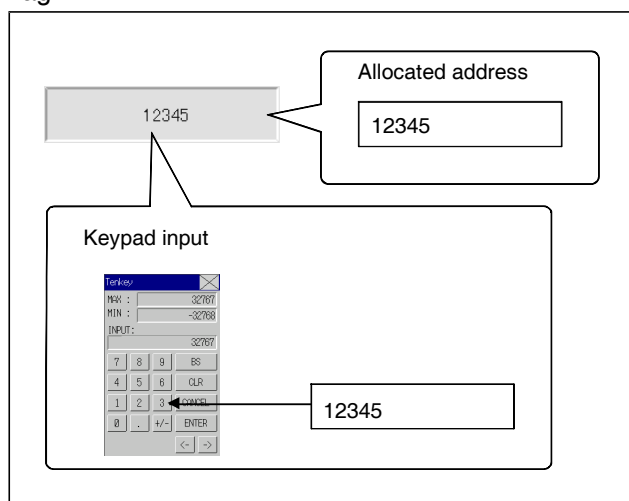 Allocated address
12345
12345
Keypad input
Tenkey
MAX : 32767
MIN : -32768
INPUT:
32767
7 8 9 BS
4 5 6 CLR
1 2 3 CANCEL
0 . +/- ENTER
<- ->
12345